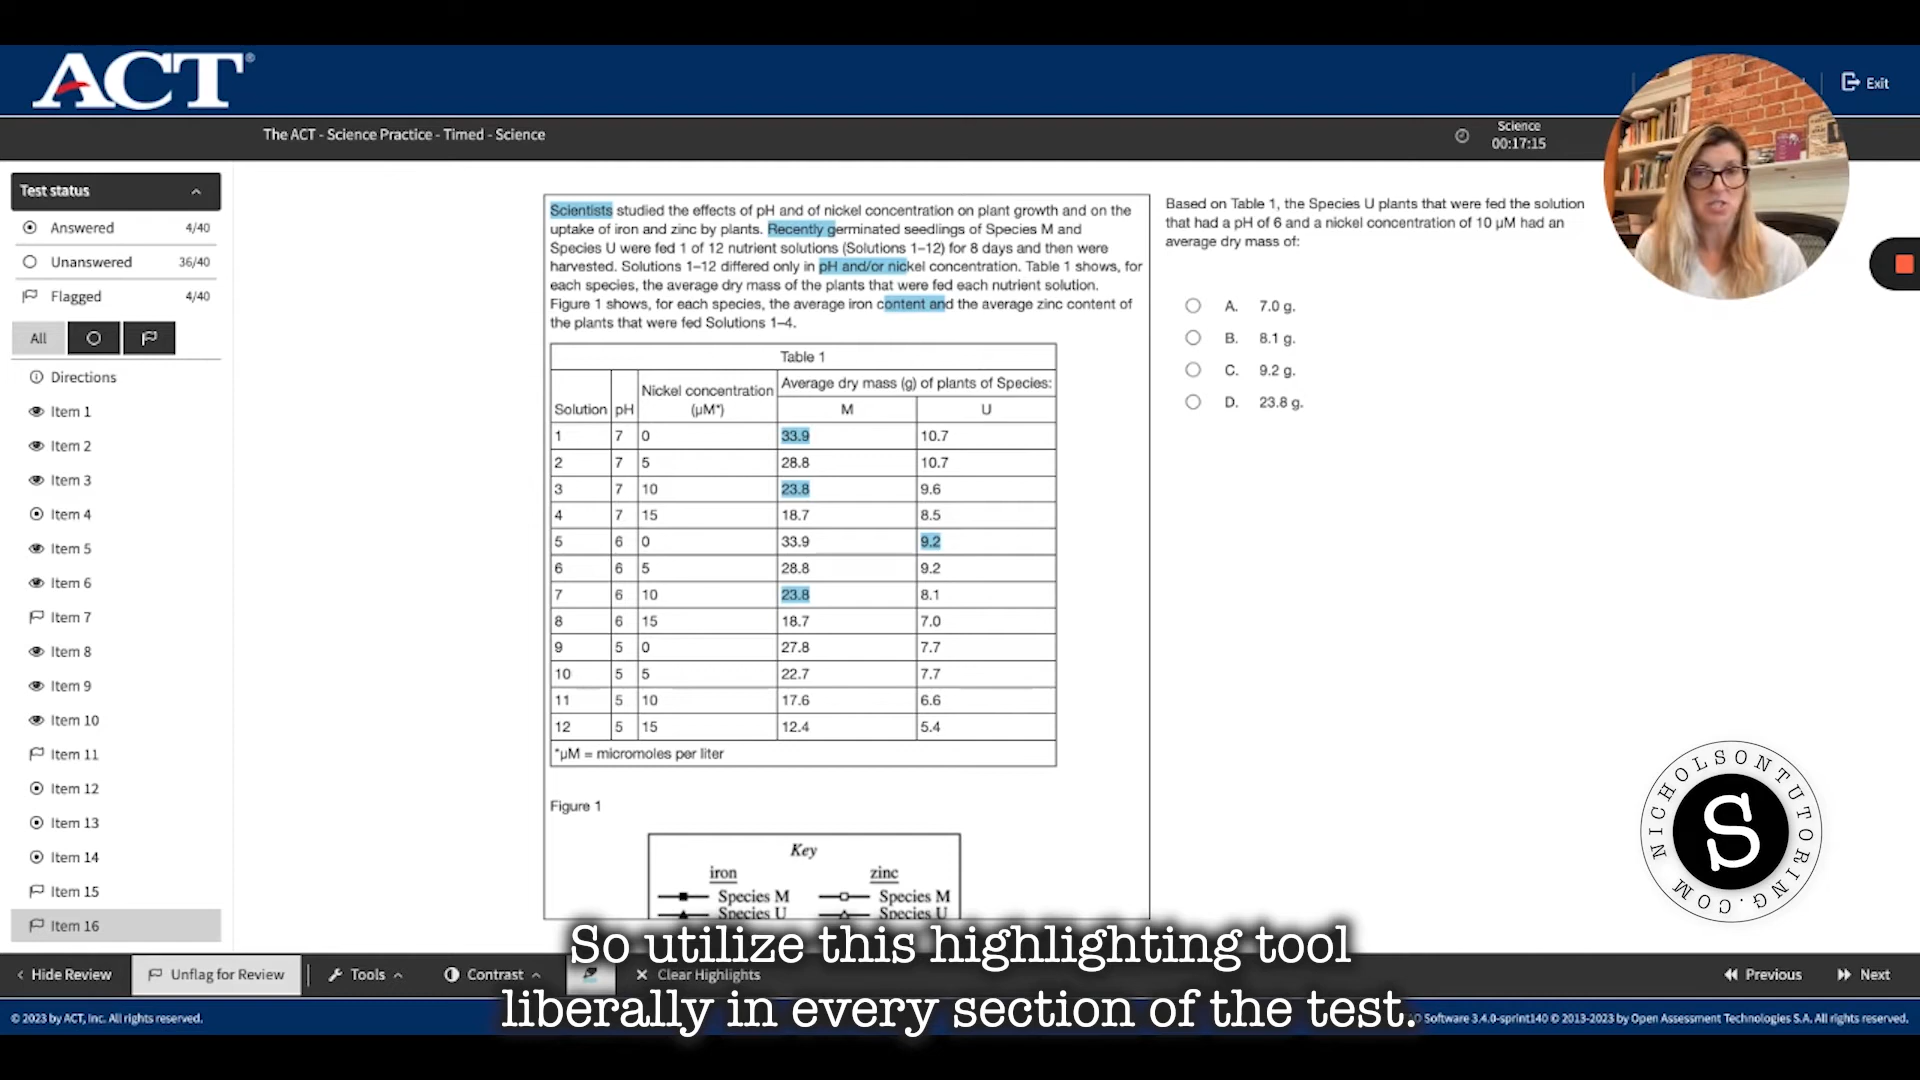 ACT®
Exit
The ACT - Science Practice - Timed - Science
Science
00:17:15
Test status
Answered 4/40
Unanswered 36/40
Flagged 4/40
All
Directions
Item 1
Item 2
Item 3
Item 4
Item 5
Item 6
Item 7
Item 8
Item 9
Item 10
Item 11
Item 12
Item 13
Item 14
Item 15
Item 16
Scientists studied the effects of pH and of nickel concentration on plant growth and on the
uptake of iron and zinc by plants. Recently germinated seedlings of Species M and
Species U were fed 1 of 12 nutrient solutions (Solutions 1–12) for 8 days and then were
harvested. Solutions 1–12 differed only in pH and/or nickel concentration. Table 1 shows, for
each species, the average dry mass of the plants that were fed each nutrient solution.
Figure 1 shows, for each species, the average iron content and the average zinc content of
the plants that were fed Solutions 1–4.
Table 1
Solution pH Nickel concentration (µM*) Average dry mass (g) of plants of Species:
M U
1 7 0 33.9 10.7
2 7 5 28.8 10.7
3 7 10 23.8 9.6
4 7 15 18.7 8.5
5 6 0 33.9 9.2
6 6 5 28.8 9.2
7 6 10 23.8 8.1
8 6 15 18.7 7.0
9 5 0 27.8 7.7
10 5 5 22.7 7.7
11 5 10 17.6 6.6
12 5 15 12.4 5.4
*µM = micromoles per liter
Figure 1
Key
iron zinc
Species M Species M
Species U Species U
Based on Table 1, the Species U plants that were fed the solution
that had a pH of 6 and a nickel concentration of 10 µM had an
average dry mass of:
A. 7.0 g.
B. 8.1 g.
C. 9.2 g.
D. 23.8 g.
NICHOLSONTUTORING.COM
S
So utilize this highlighting tool
liberally in every section of the test.
Hide Review Unflag for Review Tools Contrast Clear Highlights Previous Next
© 2023 by ACT, Inc. All rights reserved.
Software 3.4.0-sprint140 © 2013-2023 by Open Assessment Technologies S.A. All rights reserved.